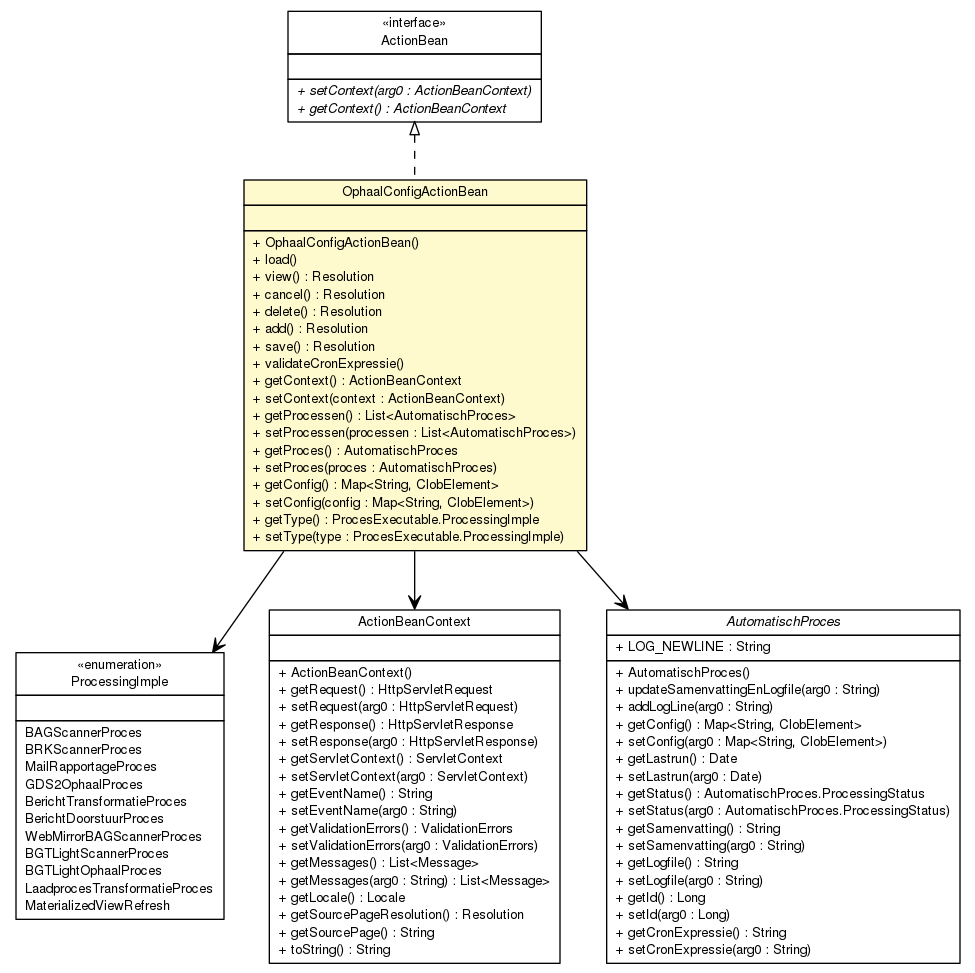 «interface»
ActionBean
+ setContext(arg0 : ActionBeanContext)
+ getContext() : ActionBeanContext
OphaalConfigActionBean
+ OphaalConfigActionBean()
+ load()
+ view() : Resolution
+ cancel() : Resolution
+ delete() : Resolution
+ add() : Resolution
+ save() : Resolution
+ validateCronExpressie()
+ getContext() : ActionBeanContext
+ setContext(context : ActionBeanContext)
+ getProcessen() : List<AutomatischProces>
+ setProcessen(processen : List<AutomatischProces>)
+ getProces() : AutomatischProces
+ setProces(proces : AutomatischProces)
+ getConfig() : Map<String, ClobElement>
+ setConfig(config : Map<String, ClobElement>)
+ getType() : ProcesExecutable.ProcessingImple
+ setType(type : ProcesExecutable.ProcessingImple)
«enumeration»
ProcessingImple
BAGScannerProces
BRKScannerProces
MailRapportageProces
GDS2OphaalProces
BerichtTransformatieProces
BerichtDoorstuurProces
WebMirrorBAGScannerProces
BGTLightScannerProces
BGTLightOphaalProces
LaadprocesTransformatieProces
MaterializedViewRefresh
ActionBeanContext
+ ActionBeanContext()
+ getRequest() : HttpServletRequest
+ setRequest(arg0 : HttpServletRequest)
+ getResponse() : HttpServletResponse
+ setResponse(arg0 : HttpServletResponse)
+ getServletContext() : ServletContext
+ setServletContext(arg0 : ServletContext)
+ getEventName() : String
+ setEventName(arg0 : String)
+ getValidationErrors() : ValidationErrors
+ setValidationErrors(arg0 : ValidationErrors)
+ getMessages() : List<Message>
+ getMessages(arg0 : String) : List<Message>
+ getLocale() : Locale
+ getSourcePageResolution() : Resolution
+ getSourcePage() : String
+ toString() : String
AutomatischProces
+ LOG_NEWLINE : String
+ AutomatischProces()
+ updateSamenvattingEnLogfile(arg0 : String)
+ addLogLine(arg0 : String)
+ getConfig() : Map<String, ClobElement>
+ setConfig(arg0 : Map<String, ClobElement>)
+ getLastrun() : Date
+ setLastrun(arg0 : Date)
+ getStatus() : AutomatischProces.ProcessingStatus
+ setStatus(arg0 : AutomatischProces.ProcessingStatus)
+ getSamenvatting() : String
+ setSamenvatting(arg0 : String)
+ getLogfile() : String
+ setLogfile(arg0 : String)
+ getId() : Long
+ setId(arg0 : Long)
+ getCronExpressie() : String
+ setCronExpressie(arg0 : String)